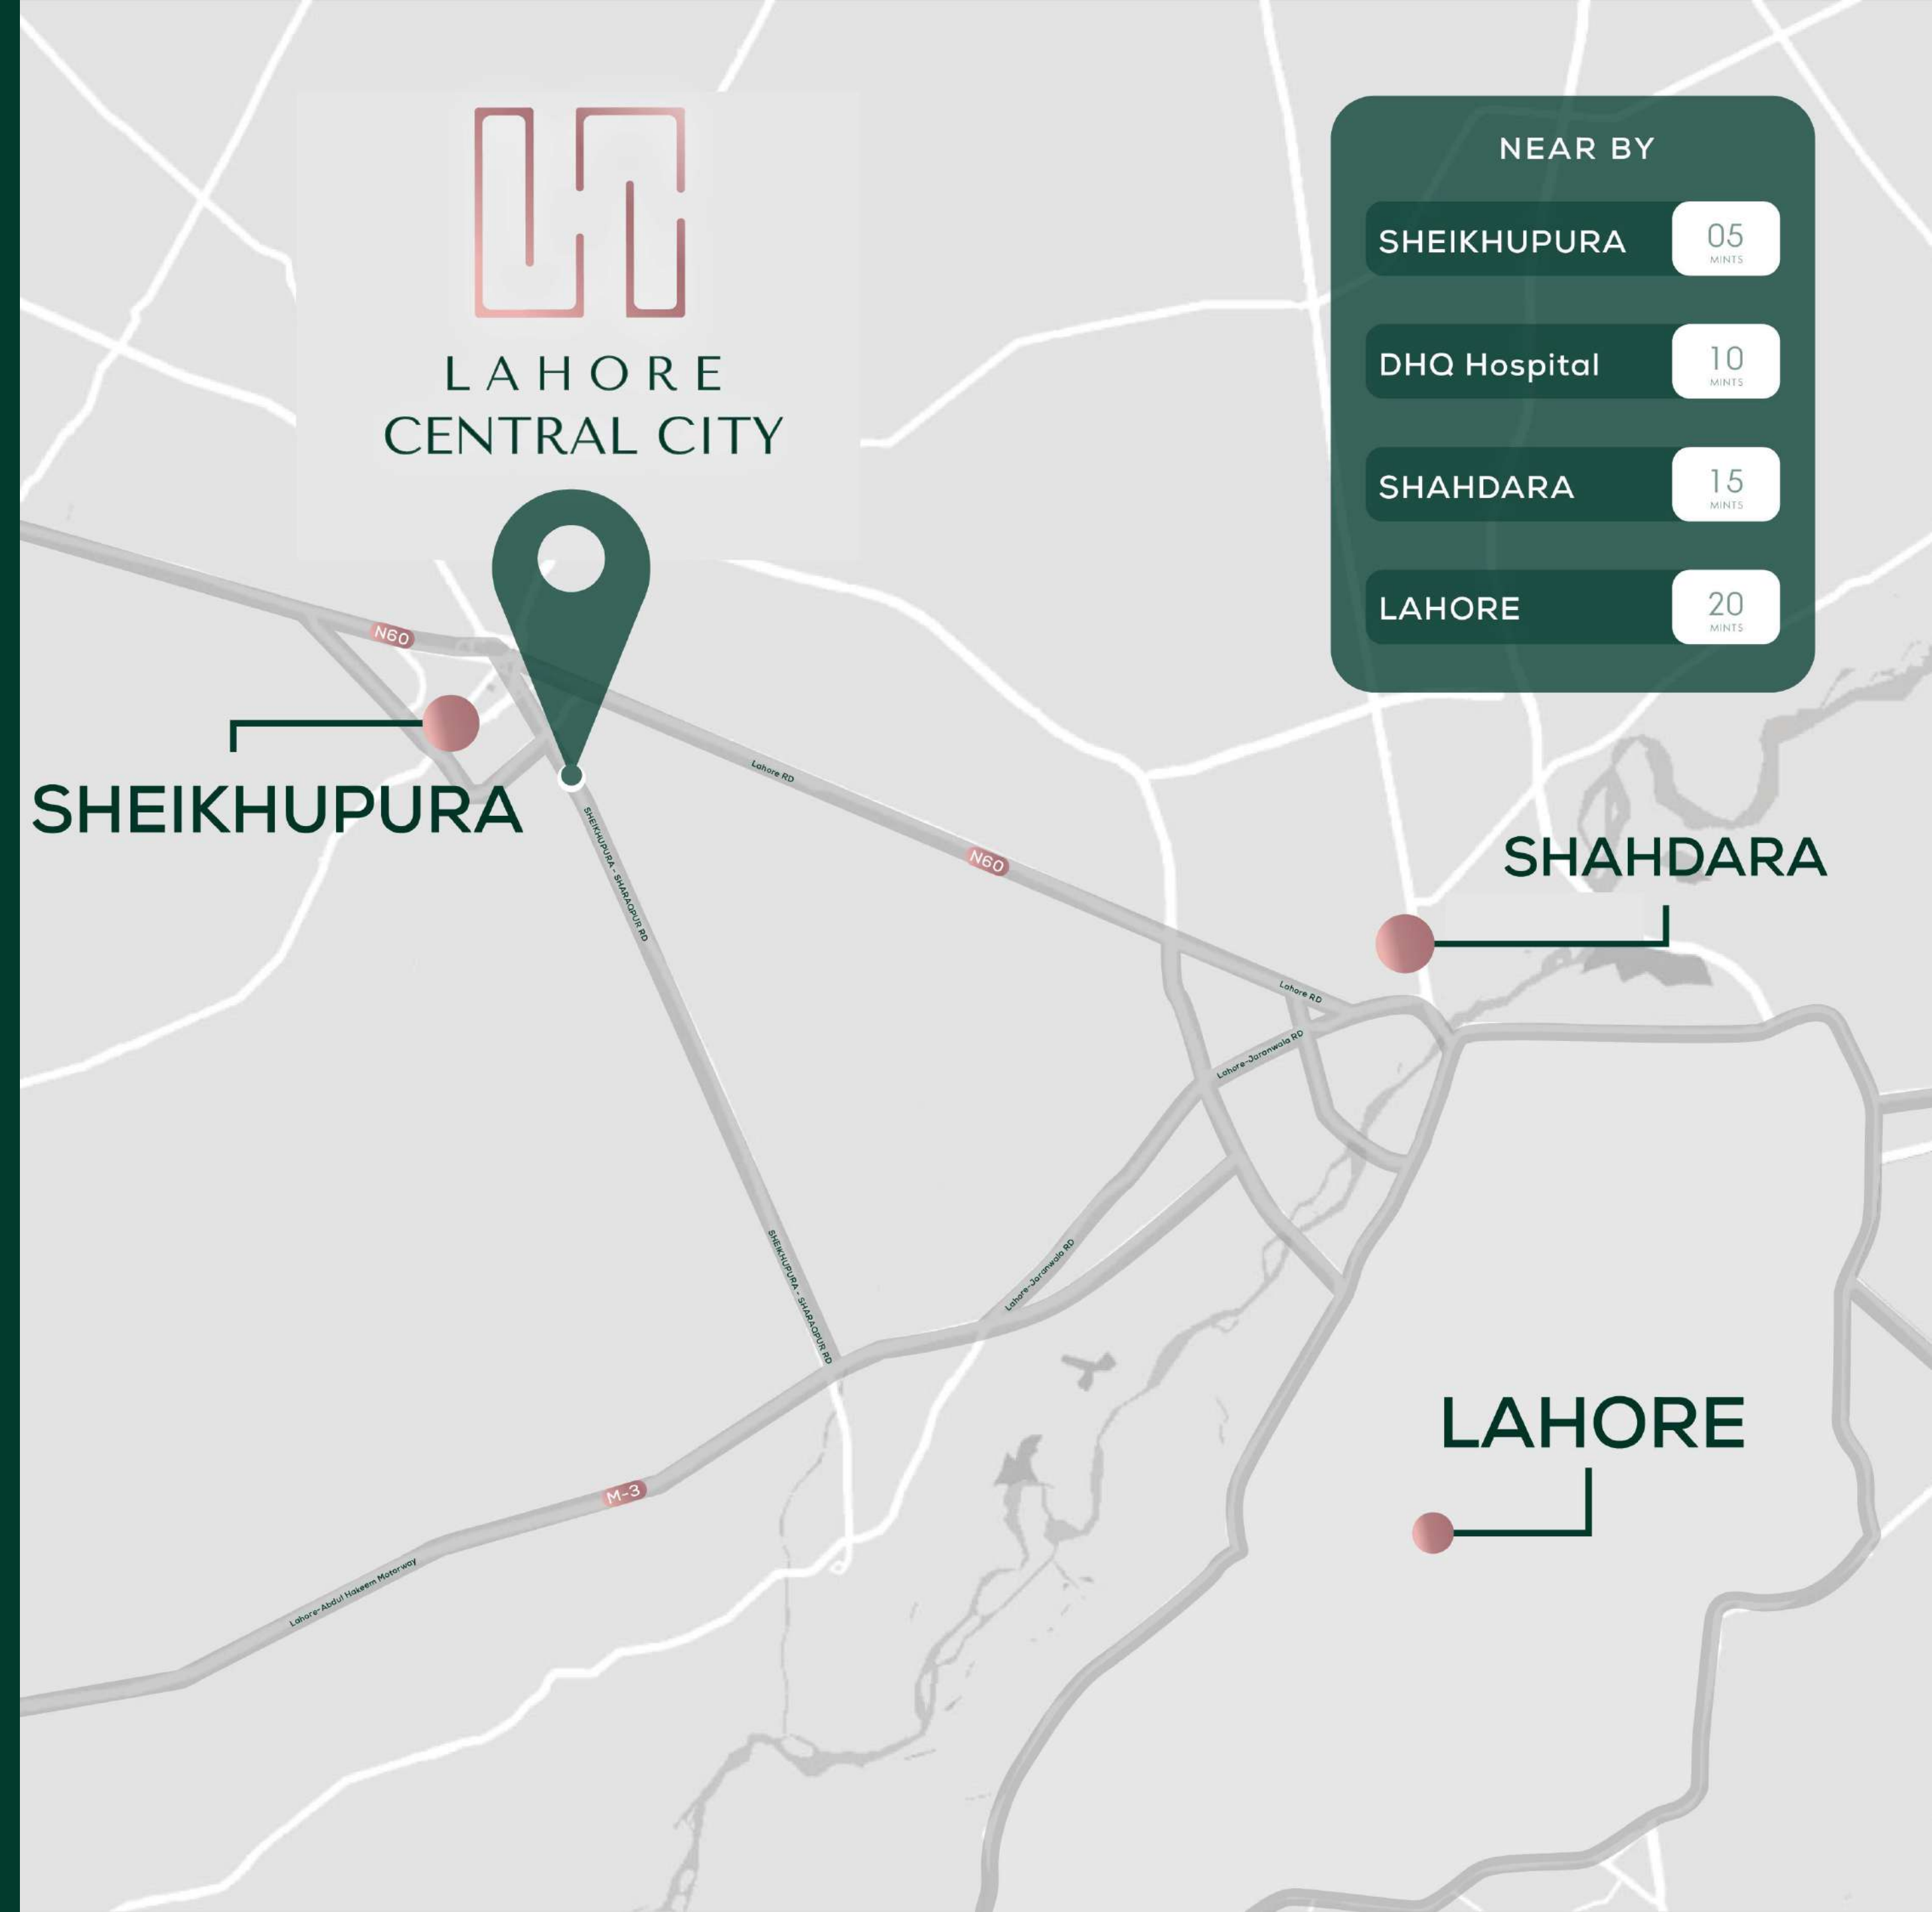 LAHORE
CENTRAL CITY
NEAR BY
SHEIKHUPURA 05 MINTS
DHQ Hospital 10 MINTS
SHAHDARA 15 MINTS
LAHORE 20 MINTS
N60
SHEIKHUPURA
Lahore RD
SHEIKHUPURA - SHARAQPUR RD
N60
SHAHDARA
Lahore RD
Lahore-Jaranwala RD
SHEIKHUPURA - SHARAQPUR RD
Lahore-Jaranwala RD
LAHORE
M-3
Lahore-Abdul Hakeem Motorway